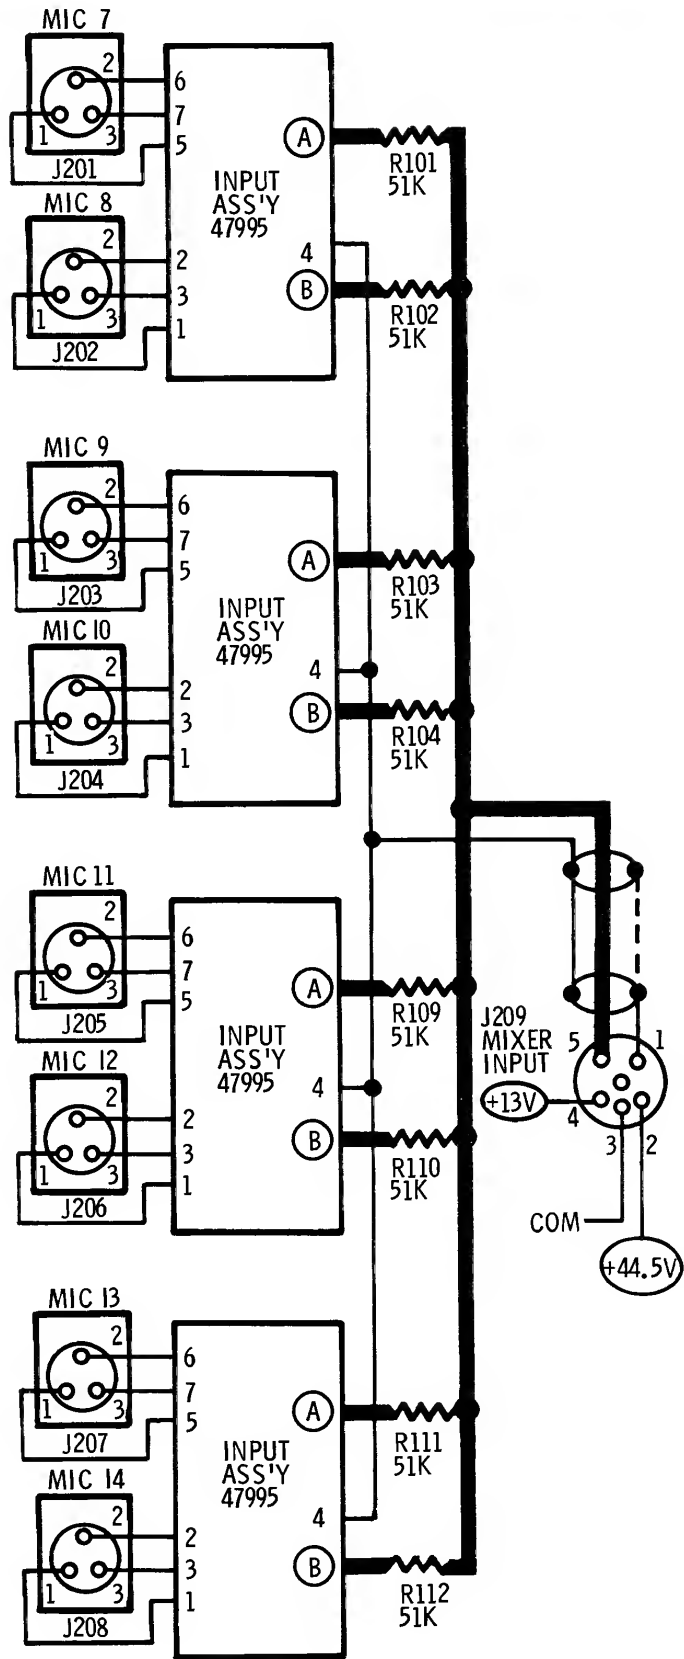 MIC 7
2
6
7
1
3
5
J201
A
R101
51K
INPUT
ASS'Y
47995
MIC 8
2
2
3
1
3
1
J202
4
B
R102
51K
MIC 9
2
6
7
1
3
5
J203
A
R103
51K
INPUT
ASS'Y
47995
MIC 10
2
2
3
1
3
1
J204
4
B
R104
51K
MIC 11
2
6
7
1
3
5
J205
A
R109
51K
INPUT
ASS'Y
47995
MIC 12
2
2
3
1
3
1
J206
4
B
R110
51K
J209
MIXER
INPUT
5
1
+13V
4
3
2
COM
+44.5V
MIC 13
2
6
7
1
3
5
J207
A
R111
51K
INPUT
ASS'Y
47995
MIC 14
2
2
3
1
3
1
J208
4
B
R112
51K